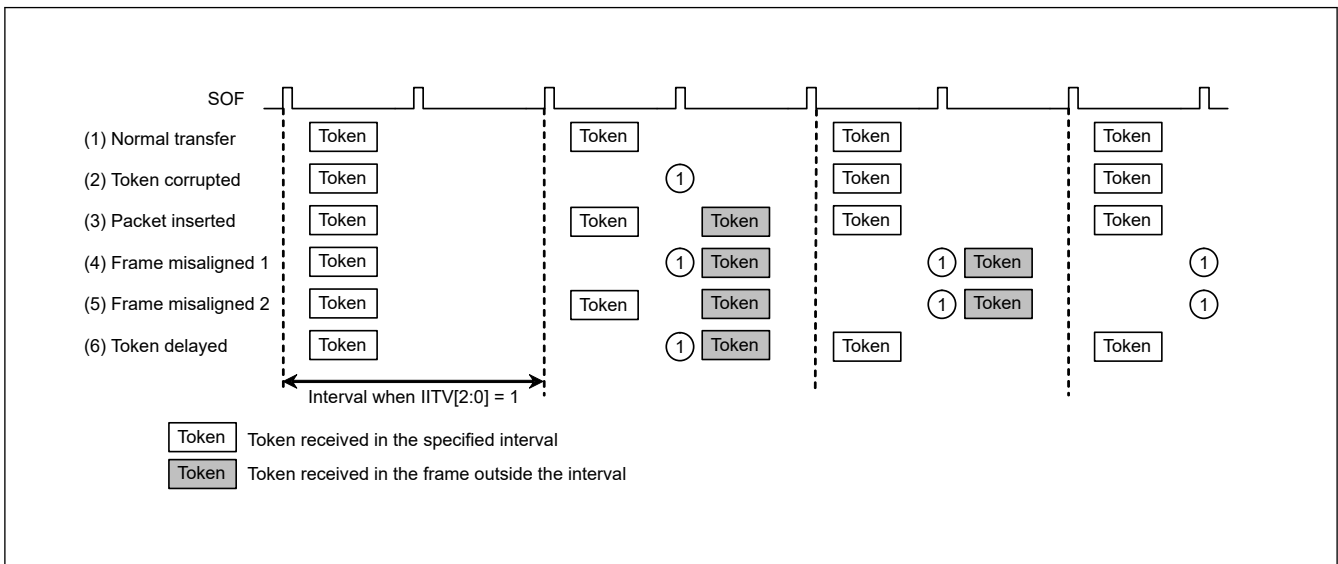 SOF
(1) Normal transfer Token Token Token Token
(2) Token corrupted Token 1 Token Token
(3) Packet inserted Token Token Token Token Token
(4) Frame misaligned 1 Token 1 Token 1 Token 1
(5) Frame misaligned 2 Token Token Token 1 Token 1
(6) Token delayed Token 1 Token Token Token
Interval when IITV[2:0] = 1
Token Token received in the specified interval
Token Token received in the frame outside the interval